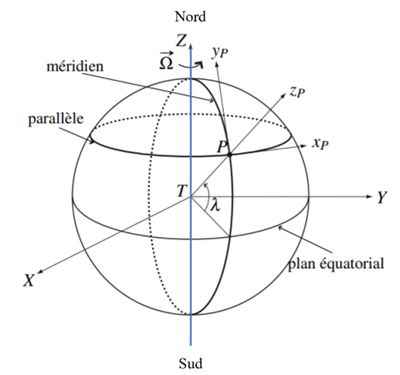 Nord
Z
Ω⃗
y_P
méridien
z_P
parallèle
P
x_P
T
λ
Y
X
plan équatorial
Sud